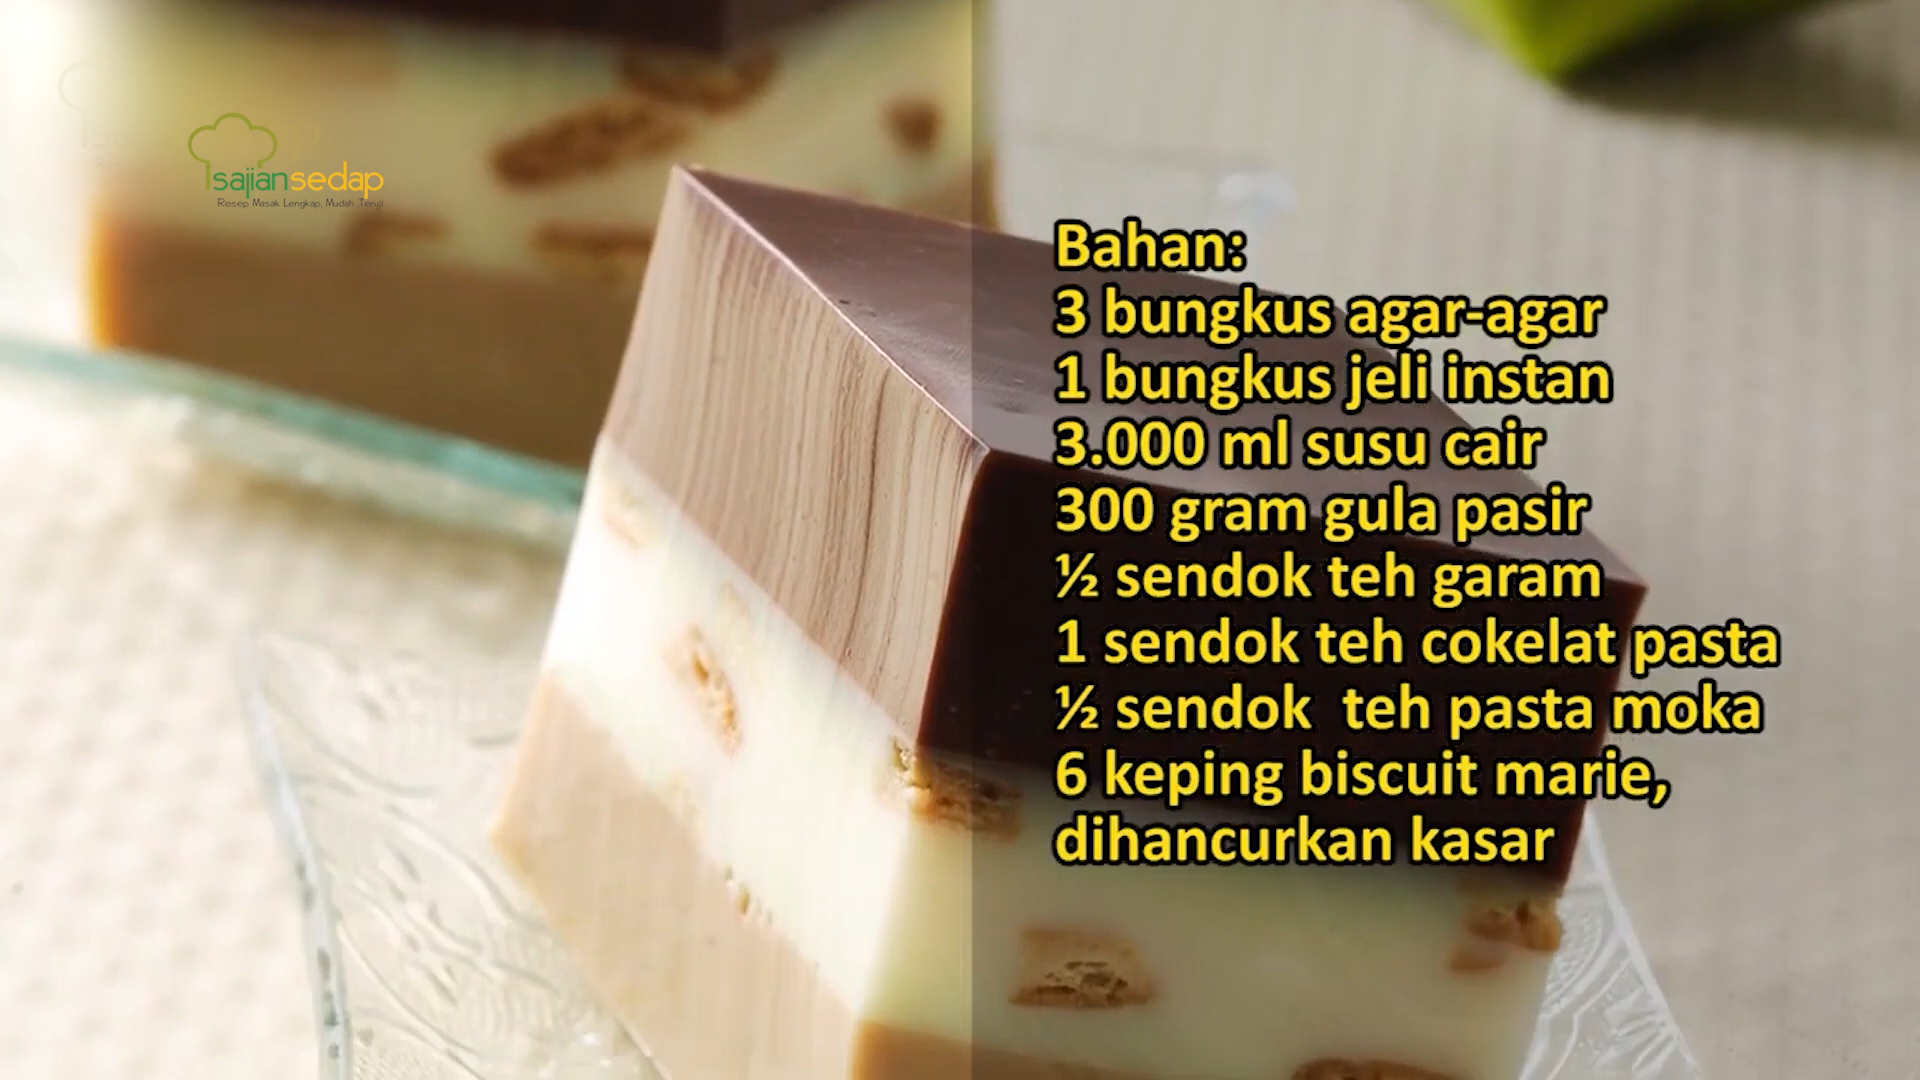 sajiansedap
Resep Masak Lengkap, Mudah ,Teruji
Bahan:
3 bungkus agar-agar
1 bungkus jeli instan
3.000 ml susu cair
300 gram gula pasir
½ sendok teh garam
1 sendok teh cokelat pasta
½ sendok  teh pasta moka
6 keping biscuit marie,
dihancurkan kasar